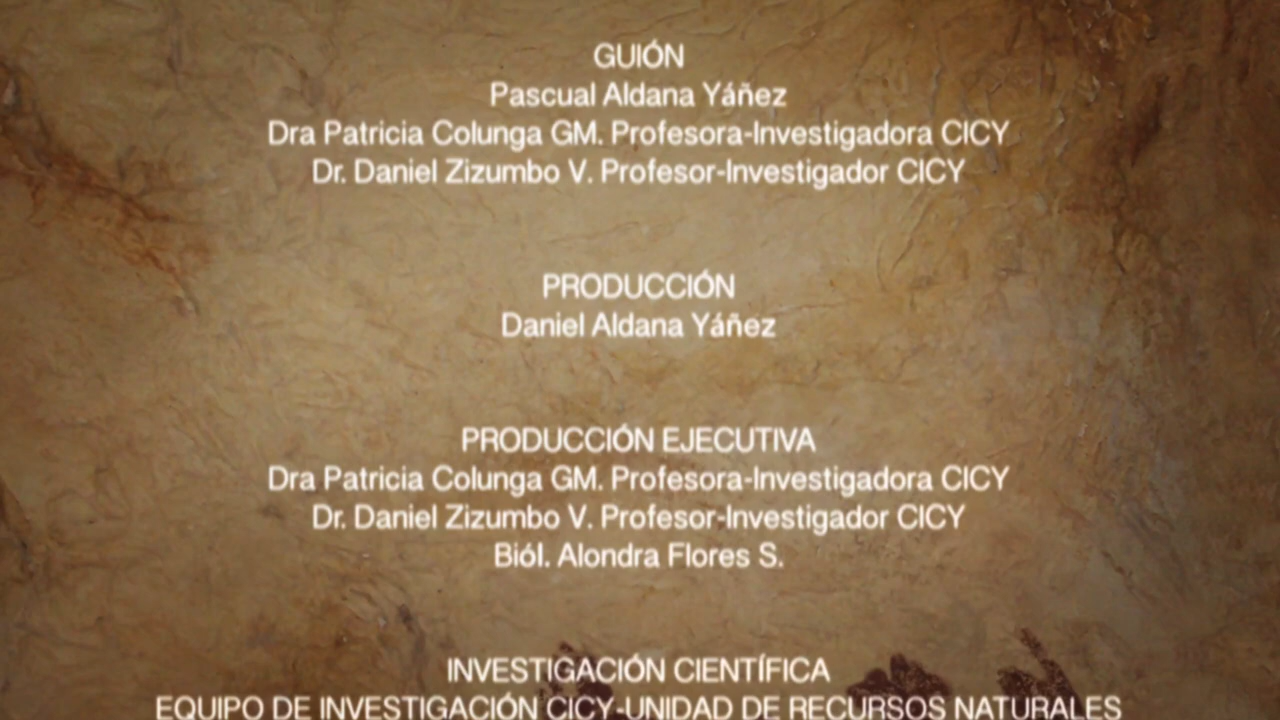 GUIÓN
Pascual Aldana Yáñez
Dra Patricia Colunga GM. Profesora-Investigadora CICY
Dr. Daniel Zizumbo V. Profesor-Investigador CICY
PRODUCCIÓN
Daniel Aldana Yáñez
PRODUCCIÓN EJECUTIVA
Dra Patricia Colunga GM. Profesora-Investigadora CICY
Dr. Daniel Zizumbo V. Profesor-Investigador CICY
Biól. Alondra Flores S.
INVESTIGACIÓN CIENTÍFICA
EQUIPO DE INVESTIGACIÓN CICY-UNIDAD DE RECURSOS NATURALES